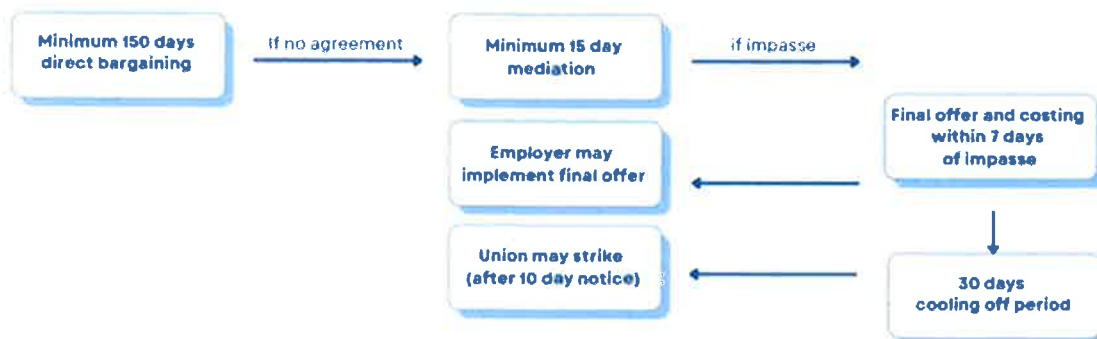 Minimum 150 days
direct bargaining
If no agreement
Minimum 15 day
mediation
if impasse
Final offer and costing
within 7 days
of impasse
Employer may
implement final offer
Union may strike
(after 10 day notice)
30 days
cooling off period